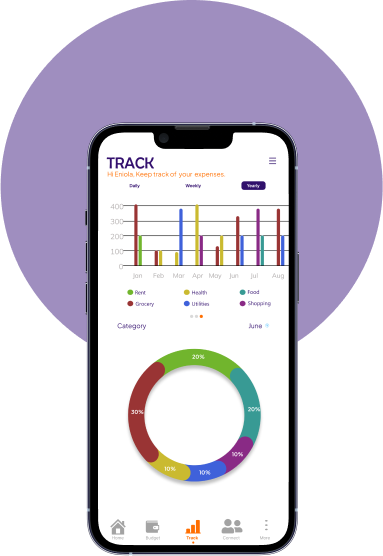 TRACK
Hi Eniola. Keep track of your expenses.
Daily Weekly Yearly
400
300
200
100
0
Jan Feb Mar Apr May Jun Jul Aug
Rent Health Food
Grocery Utilities Shopping
Category June
20%
20%
30%
10%
10%
10%
Home Budget Track Connect More